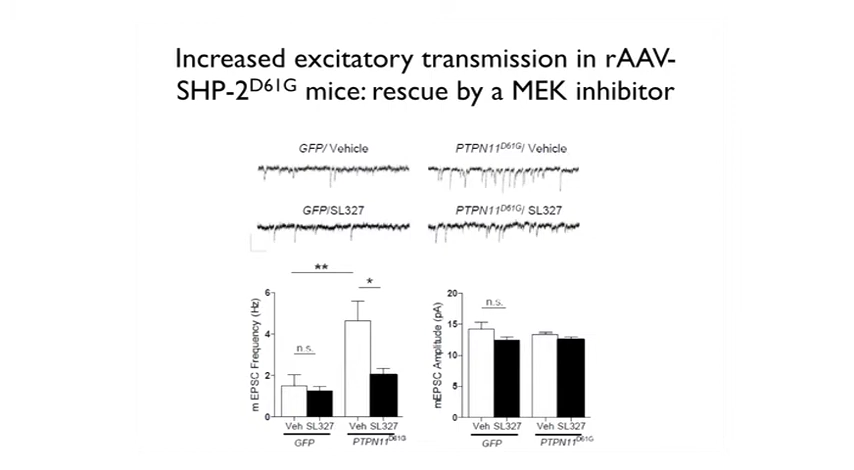 Increased excitatory transmission in rAAV-
SHP-2D61G mice: rescue by a MEK inhibitor
GFP/ Vehicle
PTPN11D61G/ Vehicle
GFP/SL327
PTPN11D61G/ SL327
**
*
n.s.
6
4
2
0
m EPSC Frequency (Hz)
Veh SL327 Veh SL327
GFP PTPN11D61G
n.s.
20
15
10
5
0
mEPSC Amplitude (pA)
Veh SL327 Veh SL327
GFP PTPN11D61G